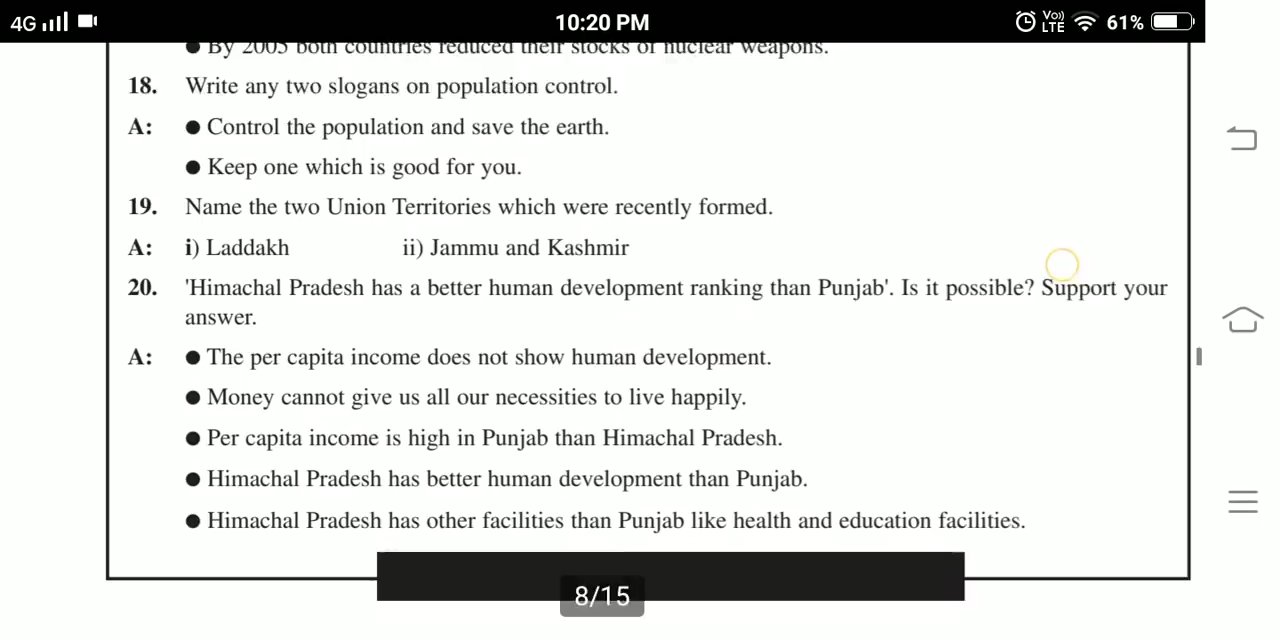 4G 10:20 PM Vo)) LTE 61%
● By 2005 both countries reduced their stocks of nuclear weapons.
18. Write any two slogans on population control.
A: ● Control the population and save the earth.
● Keep one which is good for you.
19. Name the two Union Territories which were recently formed.
A: i) Laddakh ii) Jammu and Kashmir
20. 'Himachal Pradesh has a better human development ranking than Punjab'. Is it possible? Support your
answer.
A: ● The per capita income does not show human development.
● Money cannot give us all our necessities to live happily.
● Per capita income is high in Punjab than Himachal Pradesh.
● Himachal Pradesh has better human development than Punjab.
● Himachal Pradesh has other facilities than Punjab like health and education facilities.
8/15